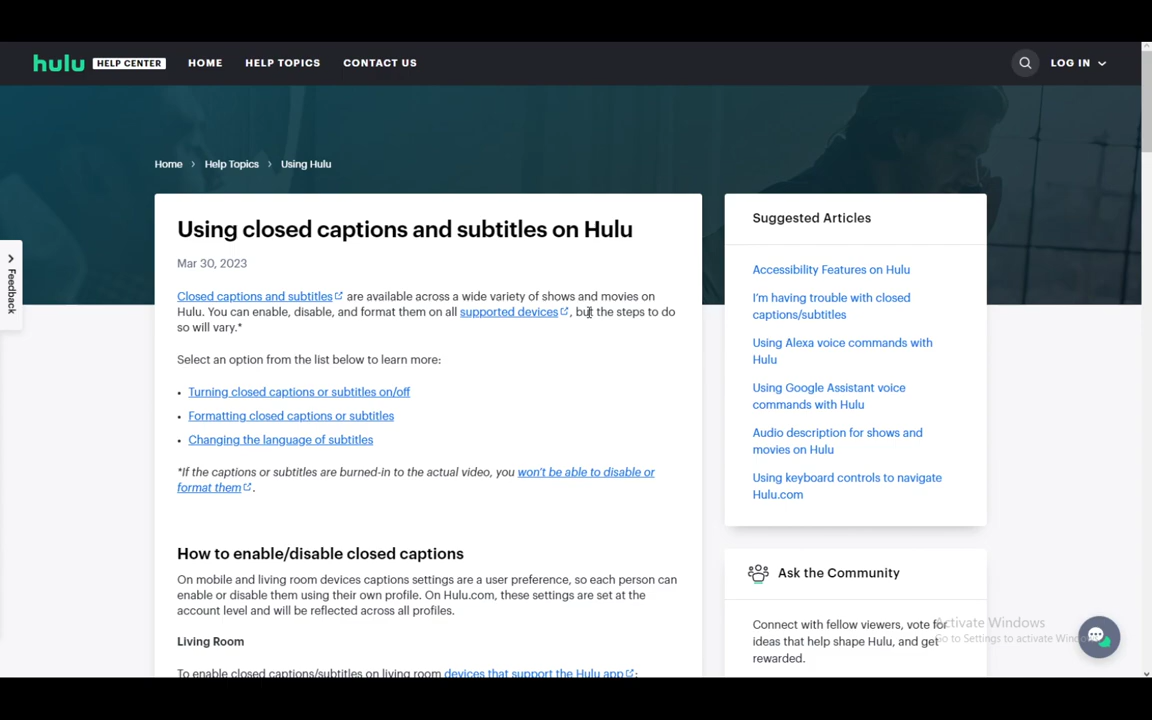 hulu HELP CENTER HOME HELP TOPICS CONTACT US LOG IN
Home > Help Topics > Using Hulu
Feedback
Using closed captions and subtitles on Hulu
Mar 30, 2023
Closed captions and subtitles are available across a wide variety of shows and movies on
Hulu. You can enable, disable, and format them on all supported devices, but the steps to do
so will vary.*
Select an option from the list below to learn more:
• Turning closed captions or subtitles on/off
• Formatting closed captions or subtitles
• Changing the language of subtitles
*If the captions or subtitles are burned-in to the actual video, you won't be able to disable or
format them.
How to enable/disable closed captions
On mobile and living room devices captions settings are a user preference, so each person can
enable or disable them using their own profile. On Hulu.com, these settings are set at the
account level and will be reflected across all profiles.
Living Room
To enable closed captions/subtitles on living room devices that support the Hulu app:
Suggested Articles
Accessibility Features on Hulu
I'm having trouble with closed
captions/subtitles
Using Alexa voice commands with
Hulu
Using Google Assistant voice
commands with Hulu
Audio description for shows and
movies on Hulu
Using keyboard controls to navigate
Hulu.com
Ask the Community
Connect with fellow viewers, vote for
ideas that help shape Hulu, and get
rewarded.
Activate Windows
Go to Settings to activate Windows